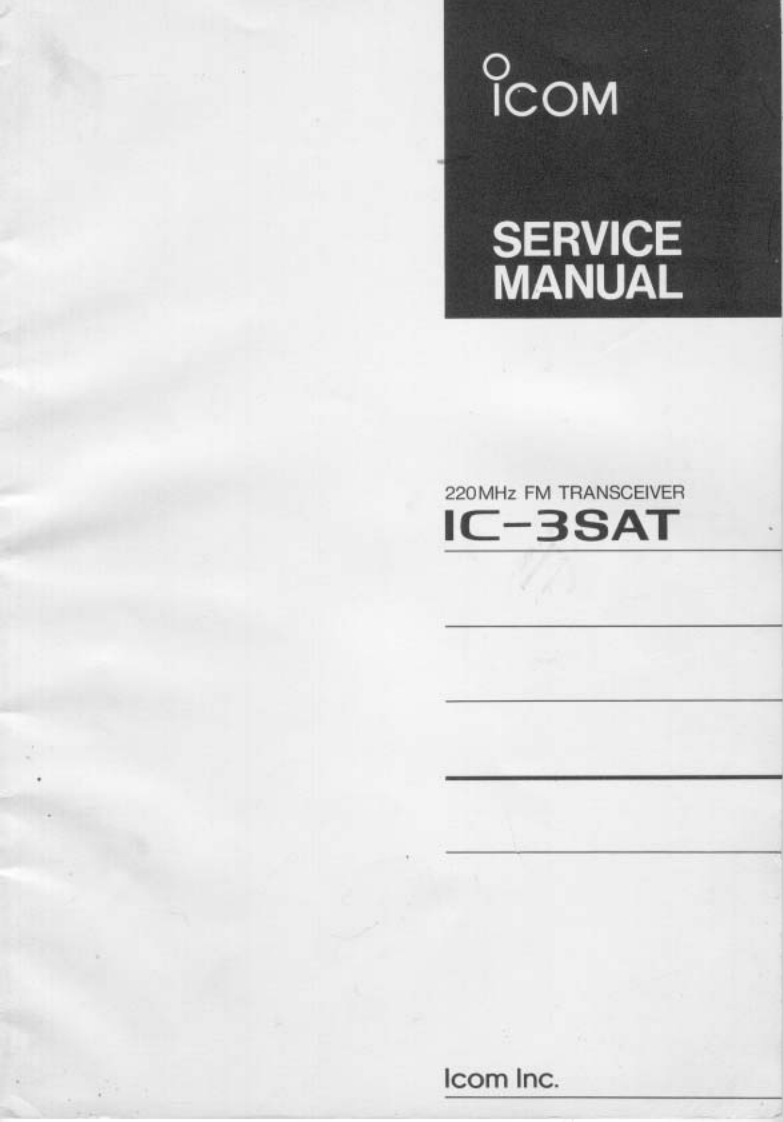 ICOM
SERVICE
MANUAL
220MHz FM TRANSCEIVER
IC-3SAT
Icom Inc.